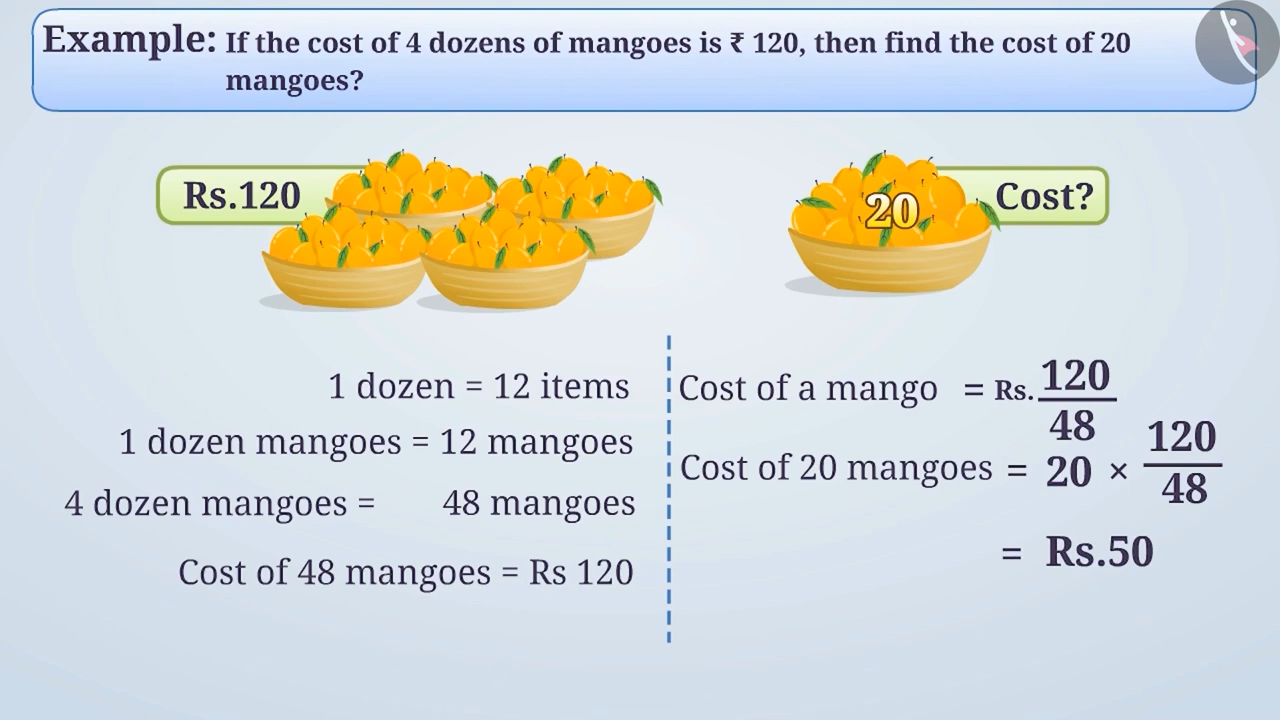 Example: If the cost of 4 dozens of mangoes is ₹ 120, then find the cost of 20
mangoes?
Rs.120
20
Cost?
1 dozen = 12 items
1 dozen mangoes = 12 mangoes
4 dozen mangoes = 48 mangoes
Cost of 48 mangoes = Rs 120
Cost of a mango = Rs. 120/48
Cost of 20 mangoes = 20 × 120/48
= Rs.50